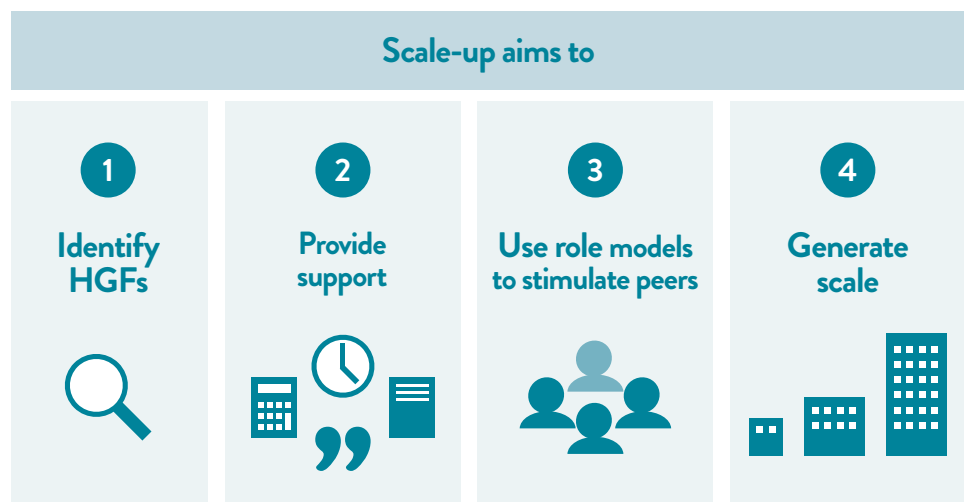 Scale-up aims to
1
Identify
HGFs
2
Provide
support
3
Use role models
to stimulate peers
4
Generate
scale